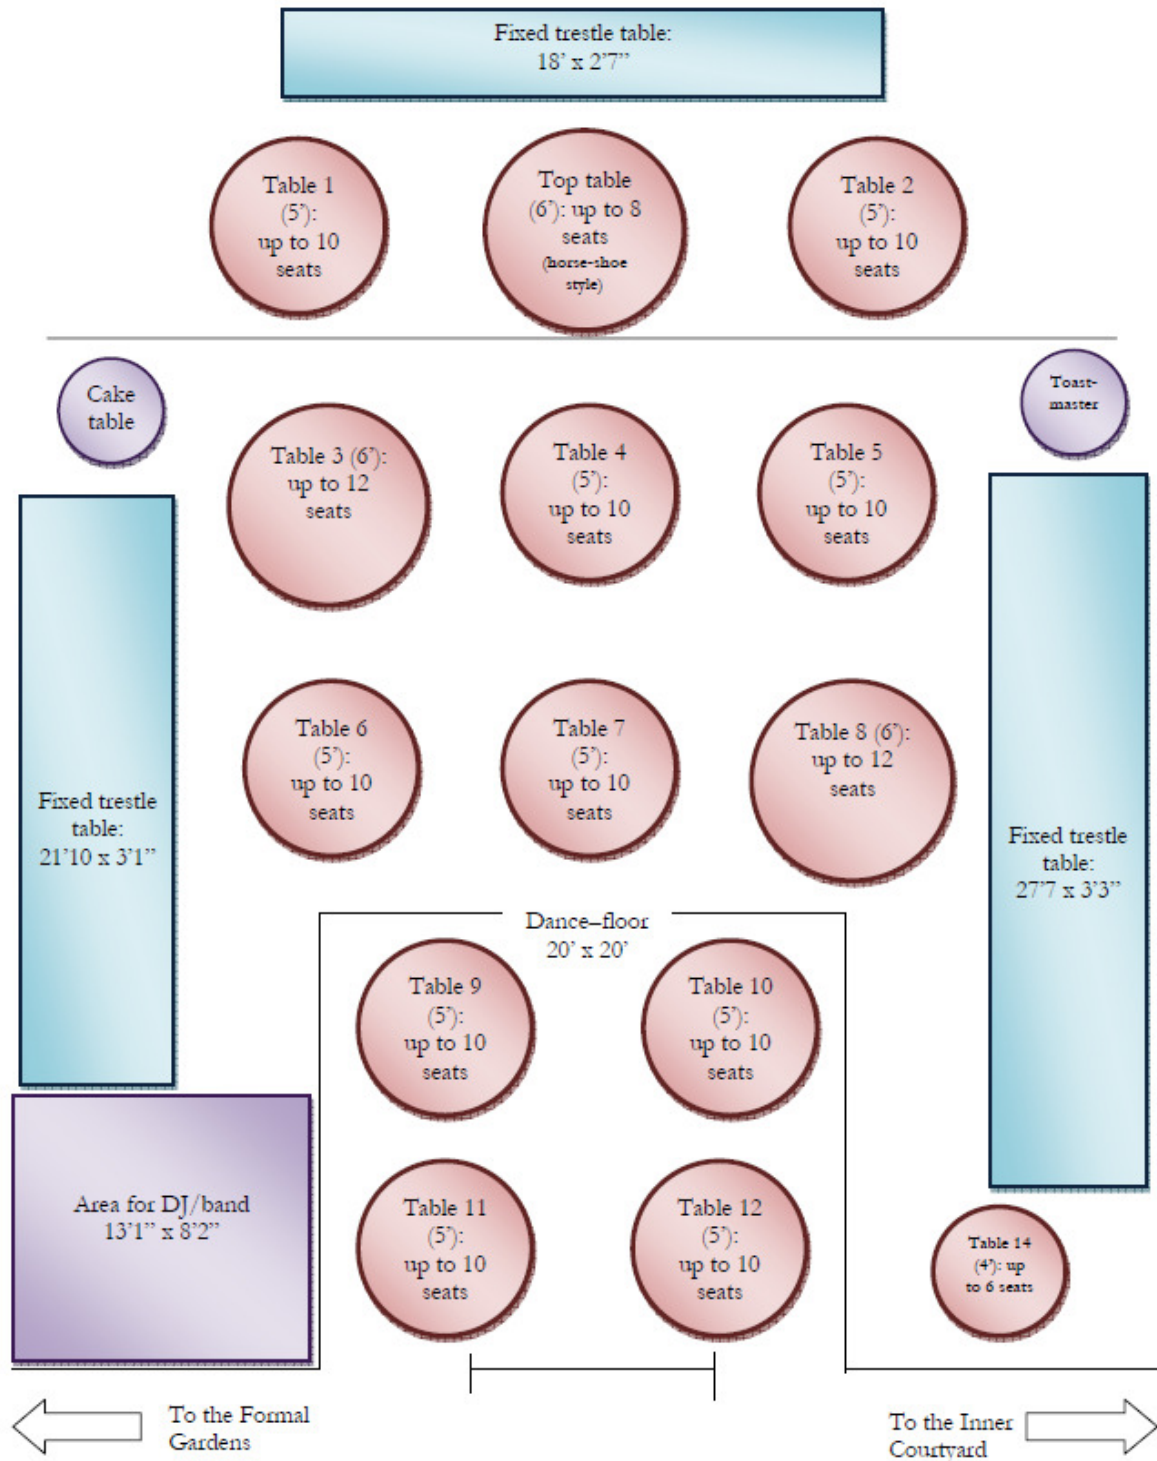 Fixed trestle table:
18’ x 2’7”
Table 1
(5’):
up to 10
seats
Top table
(6’): up to 8
seats
(horse-shoe
style)
Table 2
(5’):
up to 10
seats
Cake
table
Toast-
master
Table 3 (6’):
up to 12
seats
Table 4
(5’):
up to 10
seats
Table 5
(5’):
up to 10
seats
Table 6
(5’):
up to 10
seats
Table 7
(5’):
up to 10
seats
Table 8 (6’):
up to 12
seats
Fixed trestle
table:
21’10 x 3’1”
Fixed trestle
table:
27’7 x 3’3”
Dance–floor
20’ x 20’
Table 9
(5’):
up to 10
seats
Table 10
(5’):
up to 10
seats
Area for DJ/band
13’1” x 8’2”
Table 11
(5’):
up to 10
seats
Table 12
(5’):
up to 10
seats
Table 14
(4’): up
to 6 seats
To the Formal
Gardens
To the Inner
Courtyard